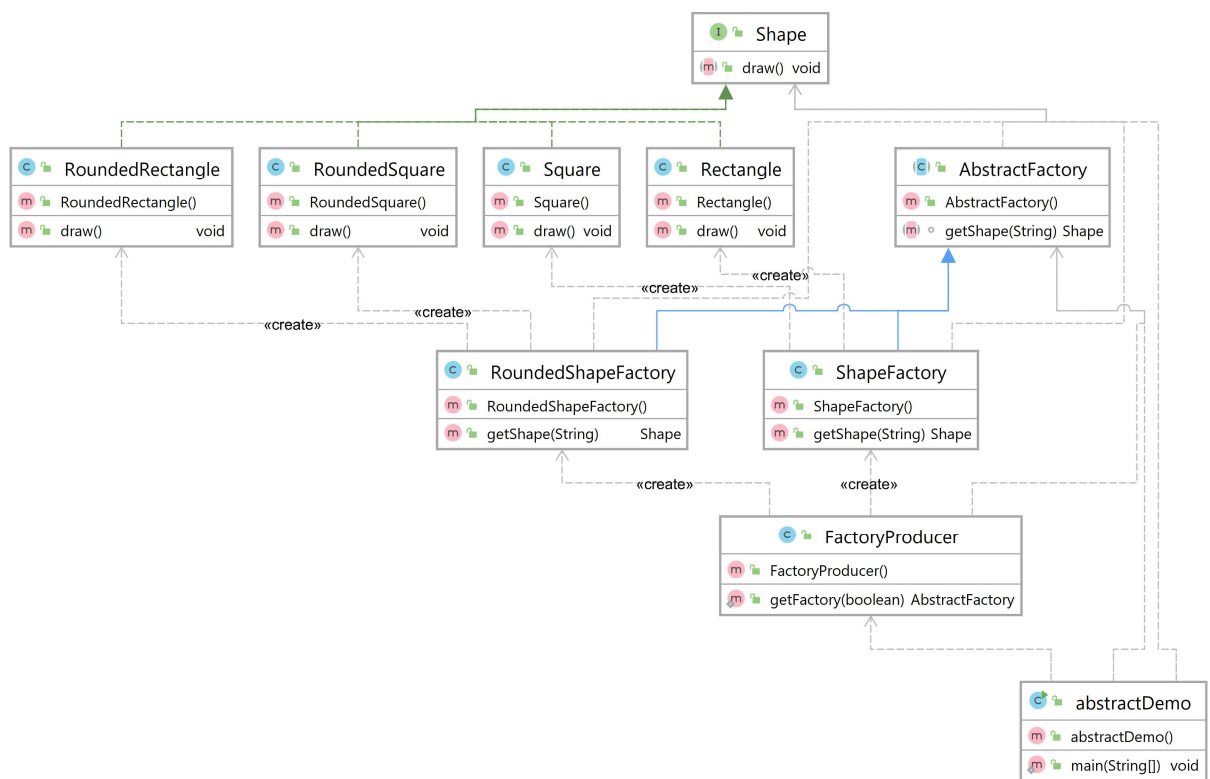 Shape
draw() void
RoundedRectangle
RoundedRectangle()
draw() void
RoundedSquare
RoundedSquare()
draw() void
Square
Square()
draw() void
Rectangle
Rectangle()
draw() void
AbstractFactory
AbstractFactory()
getShape(String) Shape
«create»
«create»
«create»
«create»
RoundedShapeFactory
RoundedShapeFactory()
getShape(String) Shape
ShapeFactory
ShapeFactory()
getShape(String) Shape
«create»
«create»
FactoryProducer
FactoryProducer()
getFactory(boolean) AbstractFactory
abstractDemo
abstractDemo()
main(String[]) void